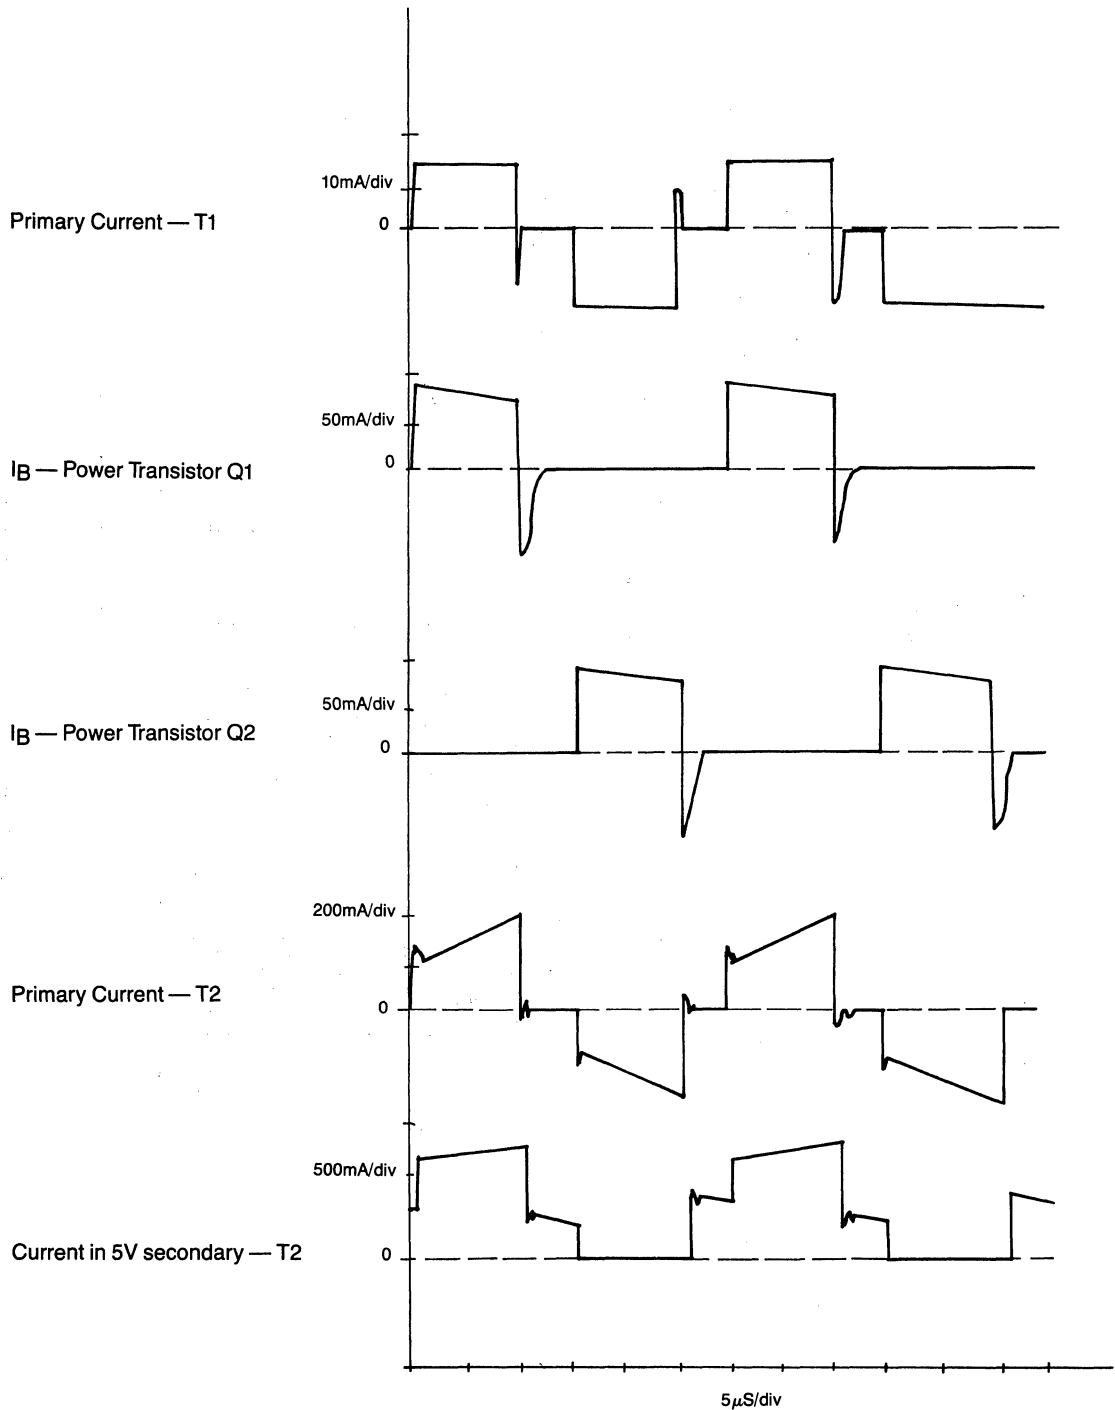 10mA/div
Primary Current — T1
0
50mA/div
0
IB — Power Transistor Q1
50mA/div
IB — Power Transistor Q2
0
200mA/div
Primary Current — T2
0
500mA/div
Current in 5V secondary — T2
0
5μS/div